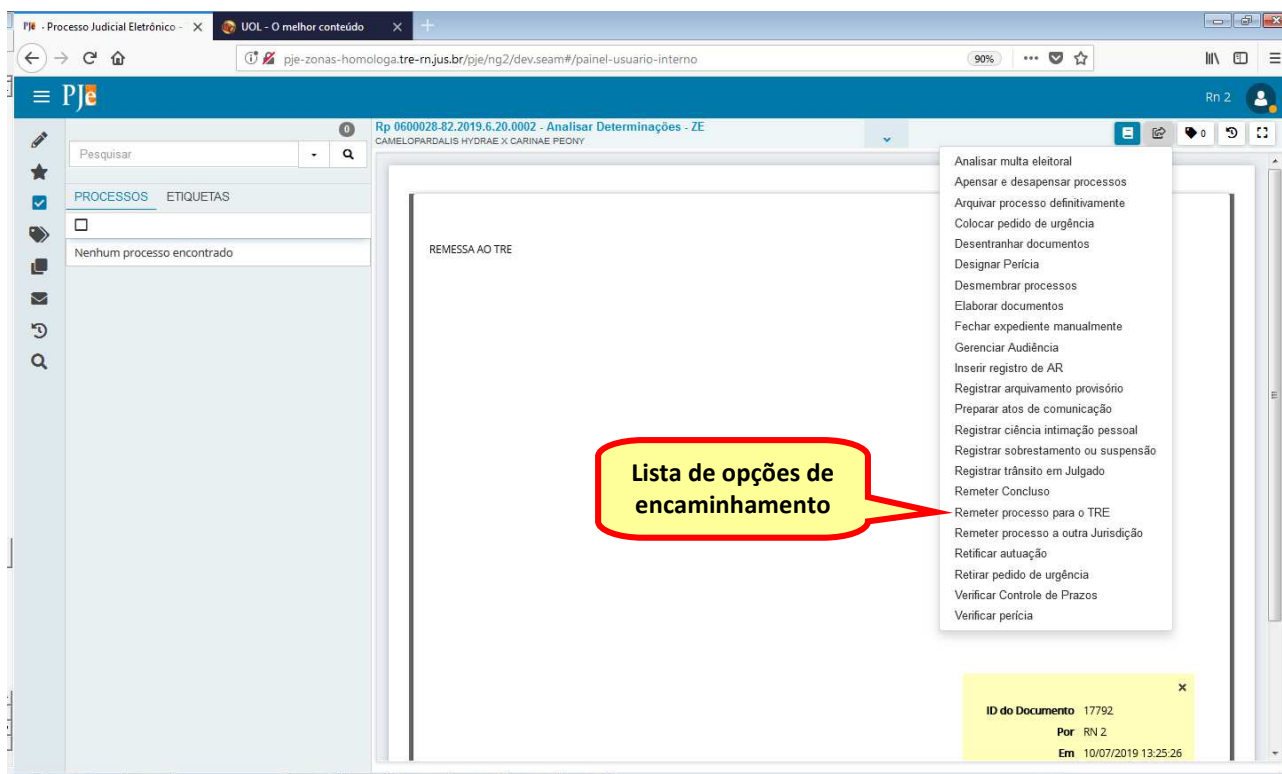 PJe - Processo Judicial Eletrônico -
UOL - O melhor conteúdo
pje-zonas-homologa.tre-rn.jus.br/pje/ng2/dev.seam#/painel-usuario-interno
90%
PJe
Rn 2
0
Pesquisar
PROCESSOS ETIQUETAS
Nenhum processo encontrado
Rp 0600028-82.2019.6.20.0002 - Analisar Determinações - ZE
CAMELOPARDALIS HYDRAE X CARINAE PEONY
0
REMESSA AO TRE
Analisar multa eleitoral
Apensar e desapensar processos
Arquivar processo definitivamente
Colocar pedido de urgência
Desentranhar documentos
Designar Perícia
Desmembrar processos
Elaborar documentos
Fechar expediente manualmente
Gerenciar Audiência
Inserir registro de AR
Registrar arquivamento provisório
Preparar atos de comunicação
Registrar ciência intimação pessoal
Registrar sobrestamento ou suspensão
Registrar trânsito em Julgado
Remeter Concluso
Remeter processo para o TRE
Remeter processo a outra Jurisdição
Retificar autuação
Retirar pedido de urgência
Verificar Controle de Prazos
Verificar perícia
Lista de opções de
encaminhamento
ID do Documento 17792
Por RN 2
Em 10/07/2019 13:25:26